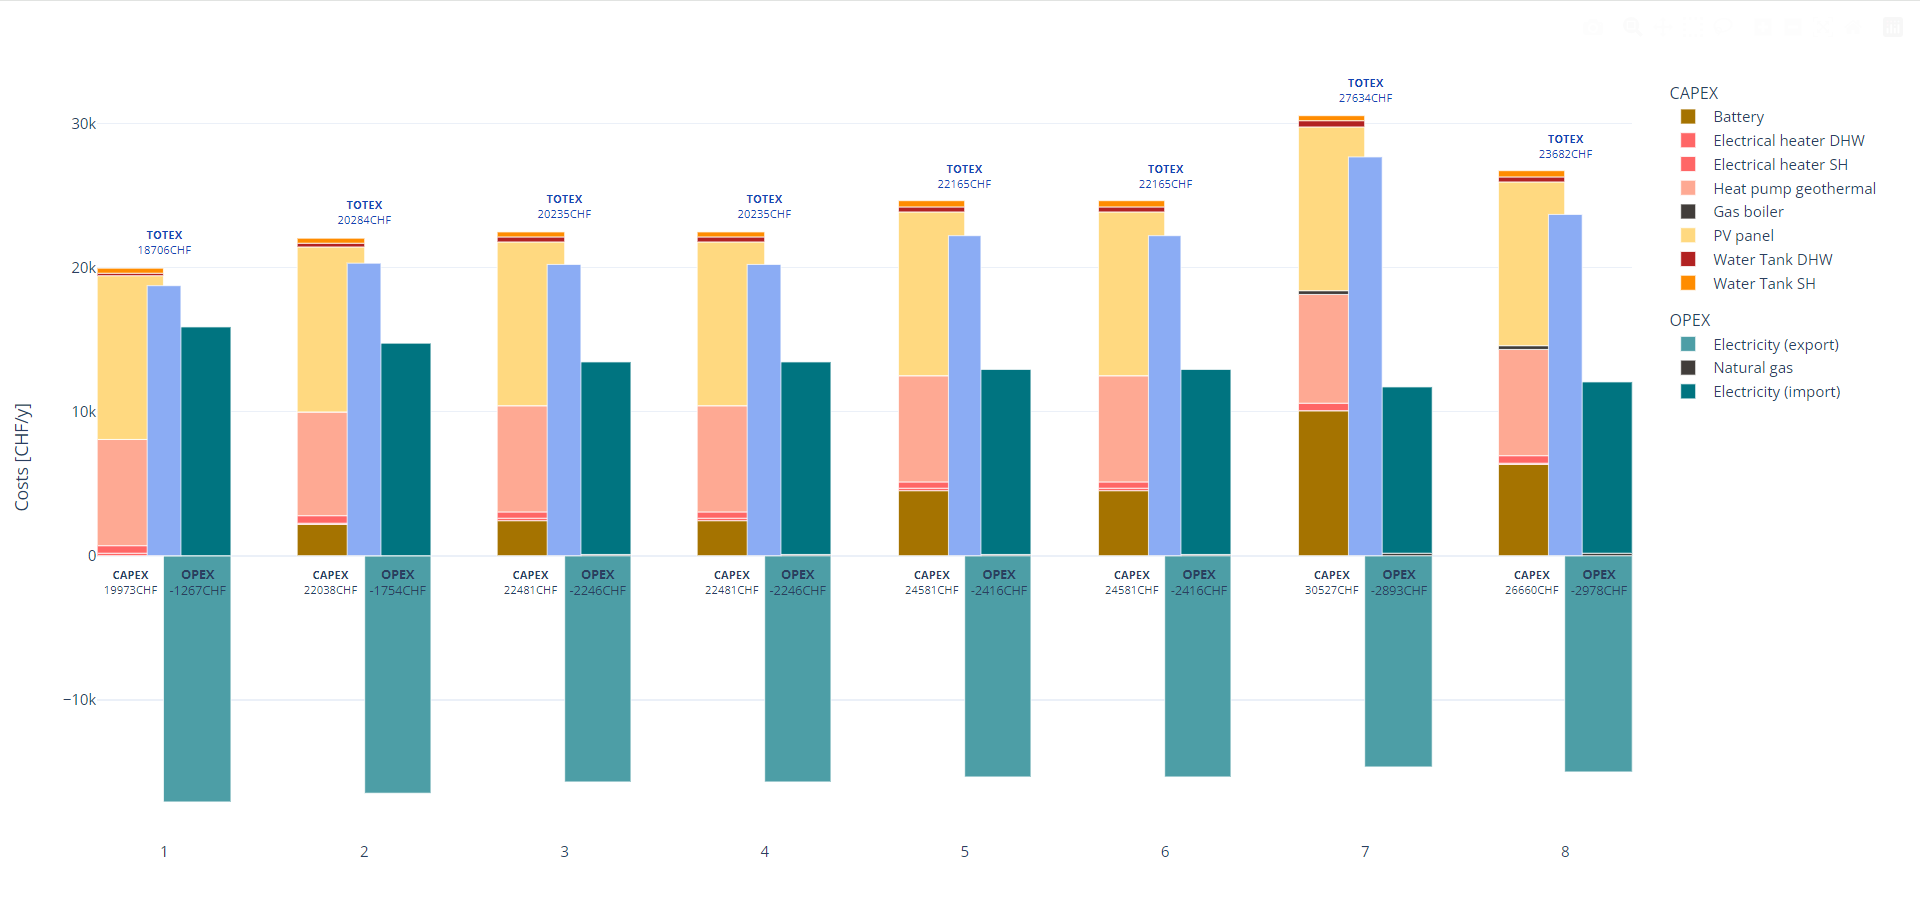 TOTEX
27634CHF
TOTEX
23682CHF
TOTEX
22165CHF
TOTEX
22165CHF
TOTEX
20284CHF
TOTEX
20235CHF
TOTEX
20235CHF
TOTEX
18706CHF
30k
20k
10k
0
−10k
Costs [CHF/y]
CAPEX
19973CHF
OPEX
-1267CHF
CAPEX
22038CHF
OPEX
-1754CHF
CAPEX
22481CHF
OPEX
-2246CHF
CAPEX
22481CHF
OPEX
-2246CHF
CAPEX
24581CHF
OPEX
-2416CHF
CAPEX
24581CHF
OPEX
-2416CHF
CAPEX
30527CHF
OPEX
-2893CHF
CAPEX
26660CHF
OPEX
-2978CHF
1
2
3
4
5
6
7
8
CAPEX
Battery
Electrical heater DHW
Electrical heater SH
Heat pump geothermal
Gas boiler
PV panel
Water Tank DHW
Water Tank SH
OPEX
Electricity (export)
Natural gas
Electricity (import)